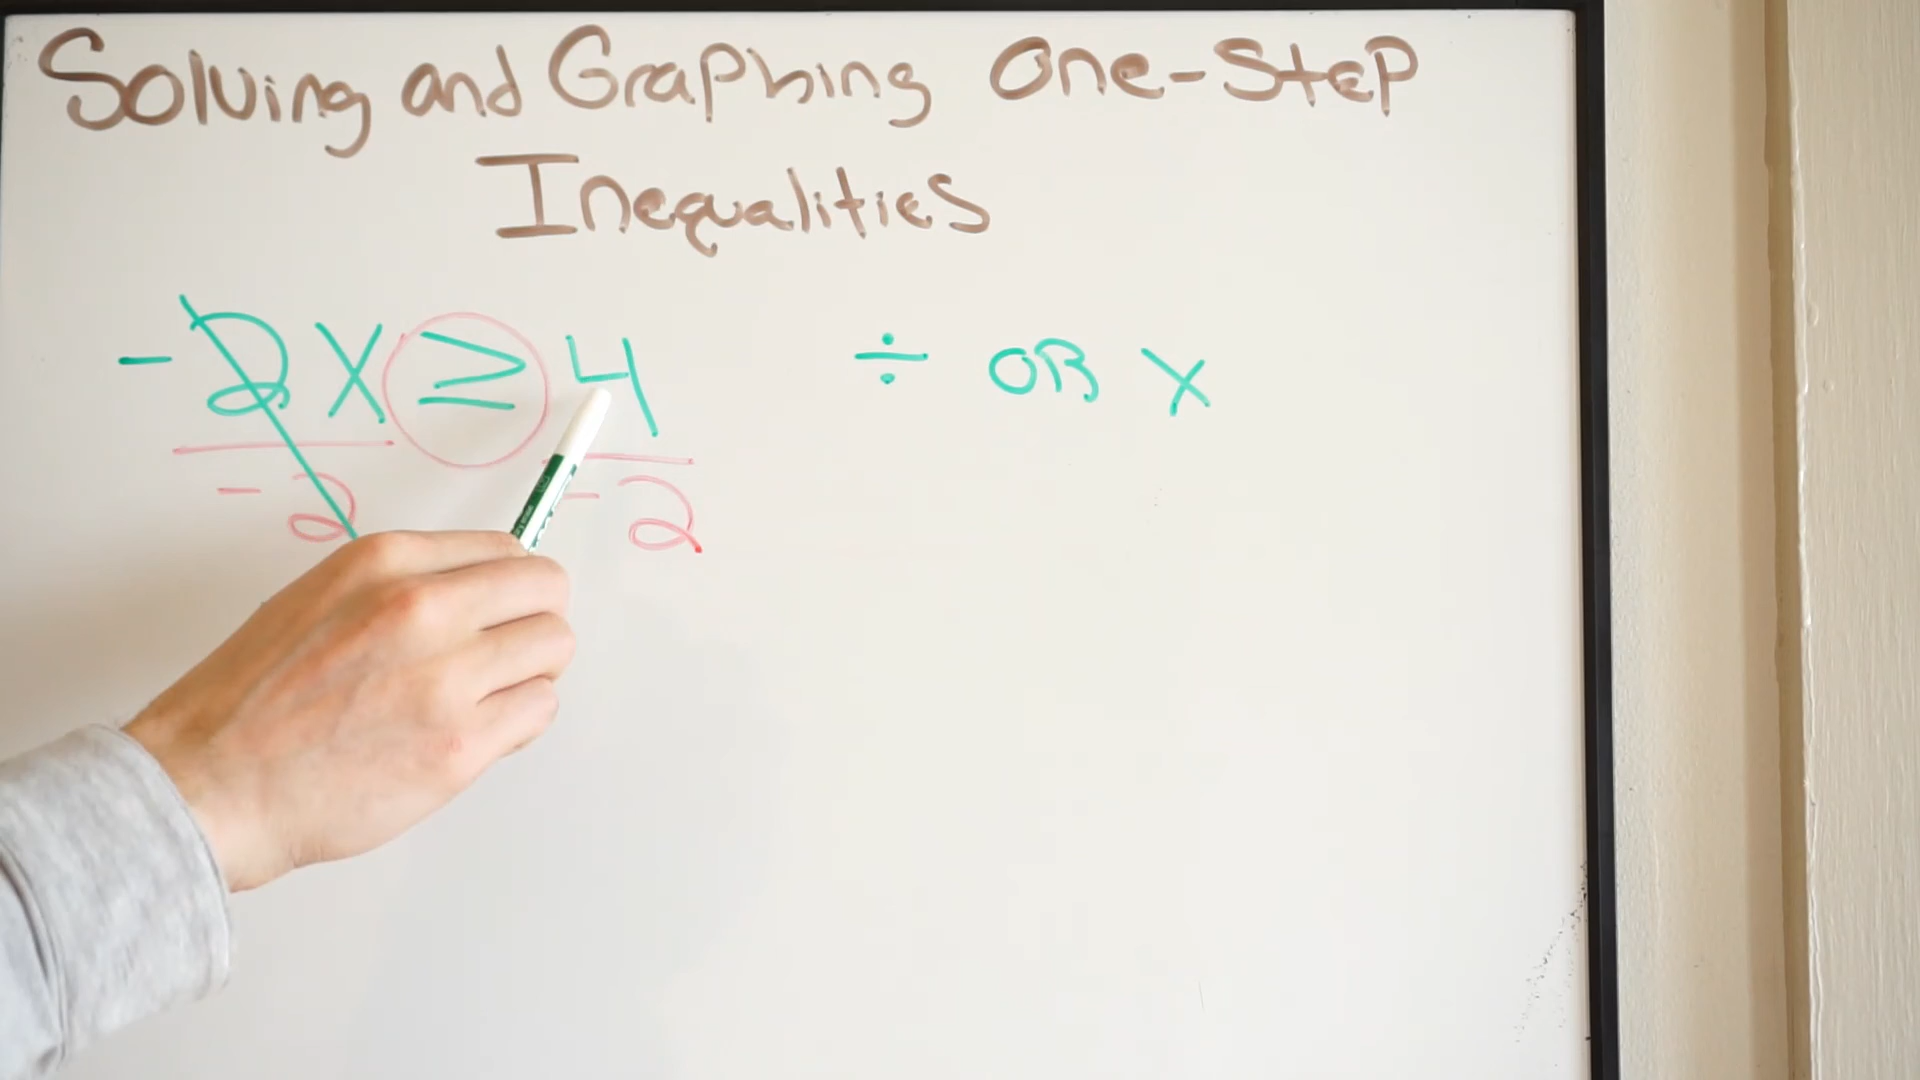 Solving and Graphing One-Step
Inequalities
-2x ≥ 4
-2 -2
÷ OR x